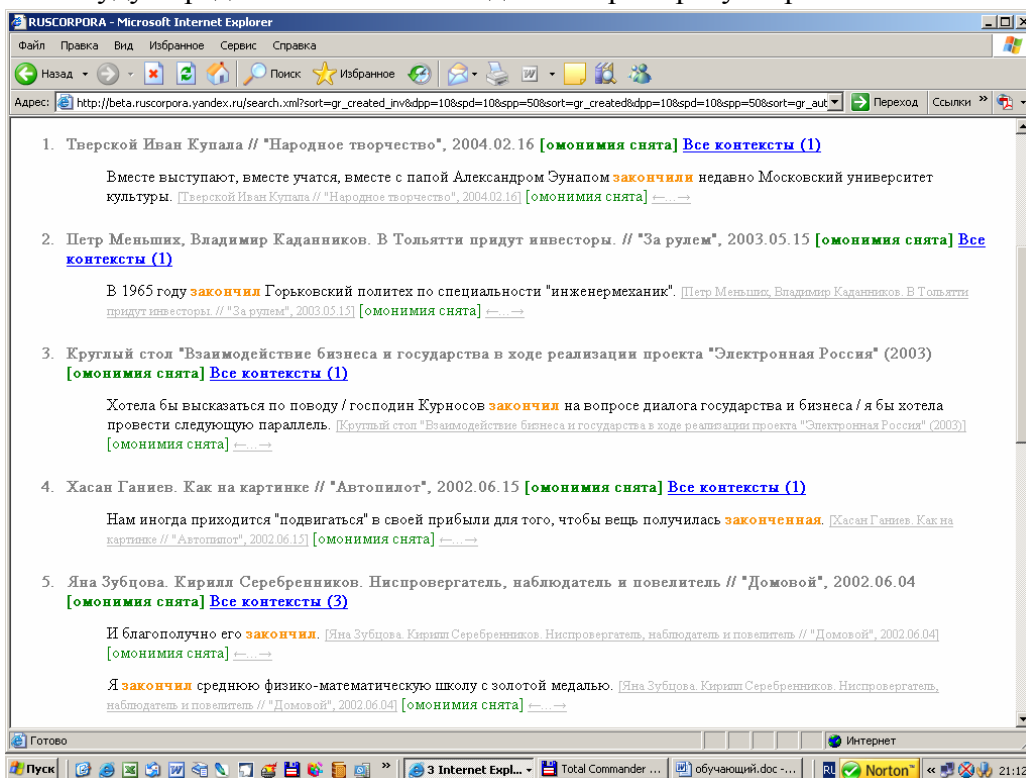 RUSCORPORA - Microsoft Internet Explorer
Файл Правка Вид Избранное Сервис Справка
Назад Поиск Избранное
Адрес: http://beta.ruscorpora.yandex.ru/search.xml?sort=gr_created_inv&dpp=10&spd=10&spp=50&sort=gr_created&dpp=10&spd=10&spp=50&sort=gr_aut Переход Ссылки »
1. Тверской Иван Купала // "Народное творчество", 2004.02.16 [омонимия снята] Все контексты (1)
Вместе выступают, вместе учатся, вместе с папой Александром Эунапом закончили недавно Московский университет
культуры. [Тверской Иван Купала // "Народное творчество", 2004.02.16] [омонимия снята] ←...→
2. Петр Меньших, Владимир Каданников. В Тольятти придут инвесторы. // "За рулем", 2003.05.15 [омонимия снята] Все
контексты (1)
В 1965 году закончил Горьковский политех по специальности "инженермеханик". [Петр Меньших, Владимир Каданников. В Тольятти
придут инвесторы. // "За рулем", 2003.05.15] [омонимия снята] ←...→
3. Круглый стол "Взаимодействие бизнеса и государства в ходе реализации проекта "Электронная Россия" (2003)
[омонимия снята] Все контексты (1)
Хотела бы высказаться по поводу / господин Курносов закончил на вопросе диалога государства и бизнеса / я бы хотела
провести следующую параллель. [Круглый стол "Взаимодействие бизнеса и государства в ходе реализации проекта "Электронная Россия" (2003)]
[омонимия снята] ←...→
4. Хасан Ганиев. Как на картинке // "Автопилот", 2002.06.15 [омонимия снята] Все контексты (1)
Нам иногда приходится "подвигаться" в своей прибыли для того, чтобы вещь получилась законченная. [Хасан Ганиев. Как на
картинке // "Автопилот", 2002.06.15] [омонимия снята] ←...→
5. Яна Зубцова. Кирилл Серебренников. Ниспровергатель, наблюдатель и повелитель // "Домовой", 2002.06.04
[омонимия снята] Все контексты (3)
И благополучно его закончил. [Яна Зубцова. Кирилл Серебренников. Ниспровергатель, наблюдатель и повелитель // "Домовой", 2002.06.04]
[омонимия снята] ←...→
Я закончил среднюю физико-математическую школу с золотой медалью. [Яна Зубцова. Кирилл Серебренников. Ниспровергатель,
наблюдатель и повелитель // "Домовой", 2002.06.04] [омонимия снята] ←...→
Готово Интернет
Пуск » 3 Internet Expl... Total Commander ... обучающий.doc -... RU Norton™ « 21:12